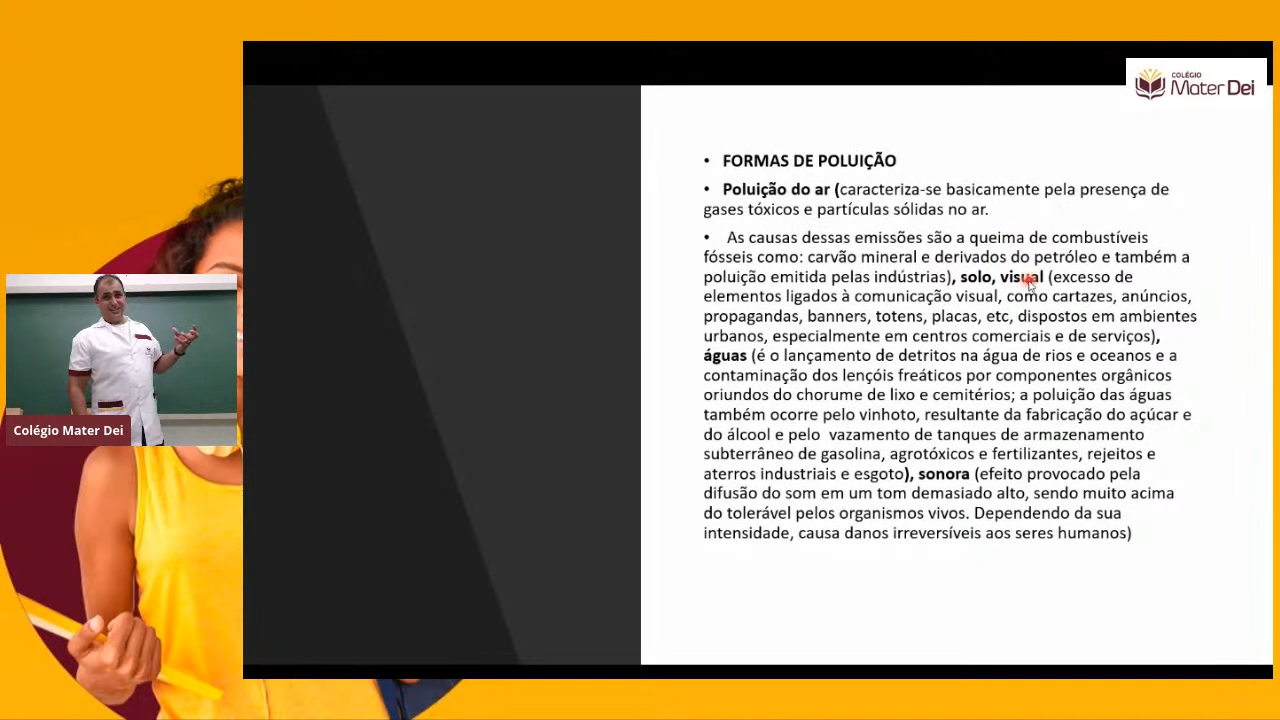 COLÉGIO
Mater Dei
• FORMAS DE POLUIÇÃO
• Poluição do ar (caracteriza-se basicamente pela presença de
gases tóxicos e partículas sólidas no ar.
• As causas dessas emissões são a queima de combustíveis
fósseis como: carvão mineral e derivados do petróleo e também a
poluição emitida pelas indústrias), solo, visual (excesso de
elementos ligados à comunicação visual, como cartazes, anúncios,
propagandas, banners, totens, placas, etc, dispostos em ambientes
urbanos, especialmente em centros comerciais e de serviços),
águas (é o lançamento de detritos na água de rios e oceanos e a
contaminação dos lençóis freáticos por componentes orgânicos
oriundos do chorume de lixo e cemitérios; a poluição das águas
também ocorre pelo vinhoto, resultante da fabricação do açúcar e
do álcool e pelo vazamento de tanques de armazenamento
subterrâneo de gasolina, agrotóxicos e fertilizantes, rejeitos e
aterros industriais e esgoto), sonora (efeito provocado pela
difusão do som em um tom demasiado alto, sendo muito acima
do tolerável pelos organismos vivos. Dependendo da sua
intensidade, causa danos irreversíveis aos seres humanos)
Colégio Mater Dei